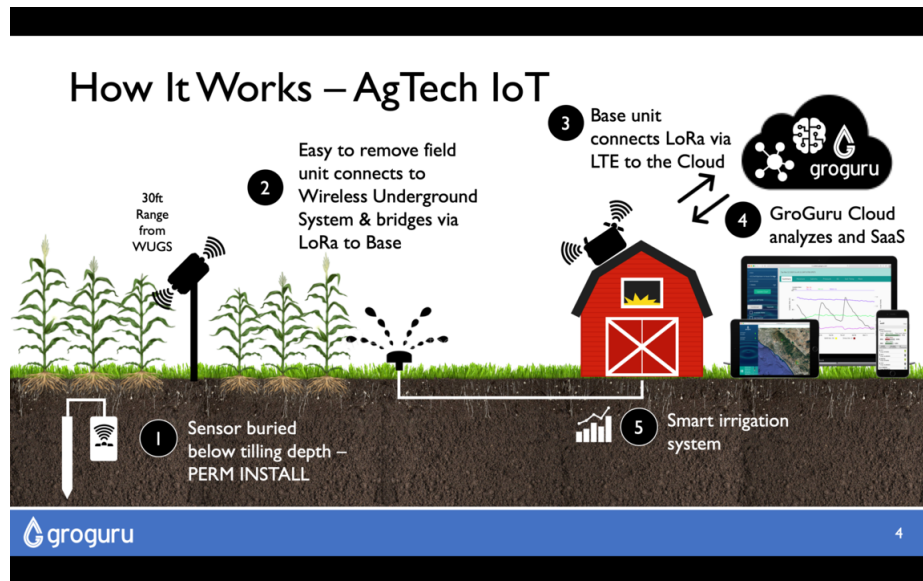 How It Works – AgTech IoT
30ft
Range
from
WUGS
2
Easy to remove field
unit connects to
Wireless Underground
System & bridges via
LoRa to Base
3
Base unit
connects LoRa via
LTE to the Cloud
groguru
4
GroGuru Cloud
analyzes and SaaS
1
Sensor buried
below tilling depth –
PERM INSTALL
5
Smart irrigation
system
groguru
4